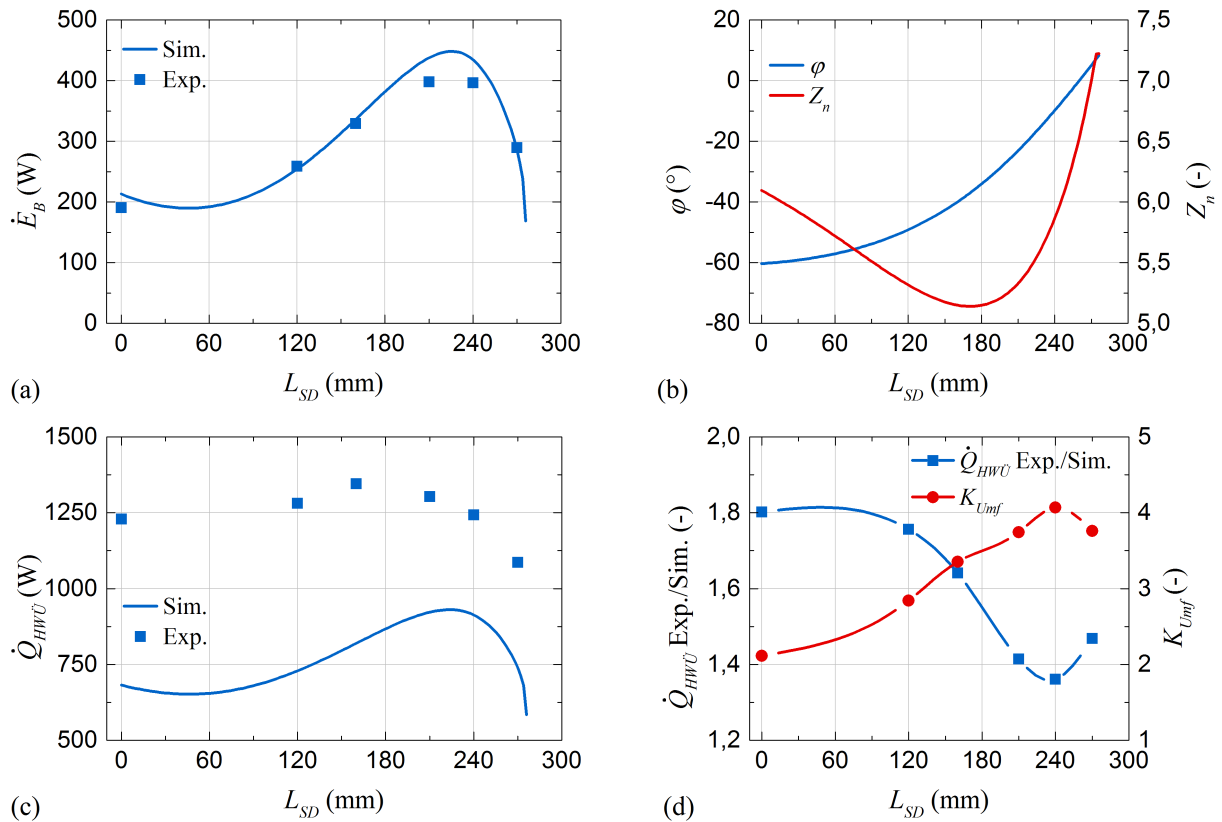 500
400
300
200
100
0
Ė_B (W)
Sim.
Exp.
0 60 120 180 240 300
(a)
L_SD (mm)
20
0
-20
-40
-60
-80
φ (°)
φ
Z_n
7,5
7,0
6,5
6,0
5,5
5,0
Z_n (-)
0 60 120 180 240 300
(b)
L_SD (mm)
1500
1250
1000
750
500
Q̇_HWÜ (W)
Sim.
Exp.
0 60 120 180 240 300
(c)
L_SD (mm)
2,0
1,8
1,6
1,4
1,2
Q̇_HWÜ Exp./Sim. (-)
Q̇_HWÜ Exp./Sim.
K_Umf
5
4
3
2
1
K_Umf (-)
0 60 120 180 240 300
(d)
L_SD (mm)